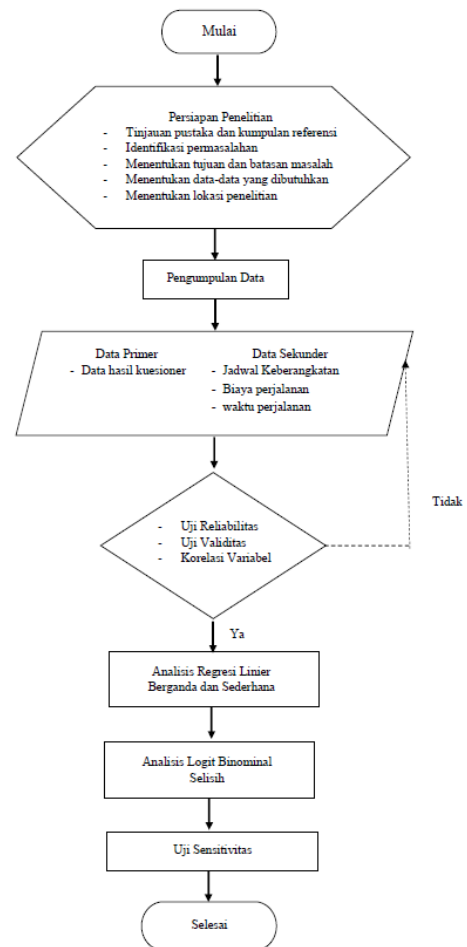 Mulai
Persiapan Penelitian
- Tinjauan pustaka dan kumpulan referensi
- Identifikasi permasalahan
- Menentukan tujuan dan batasan masalah
- Menentukan data-data yang dibutuhkan
- Menentukan lokasi penelitian
Pengumpulan Data
Data Primer
- Data hasil kuesioner
Data Sekunder
- Jadwal Keberangkatan
- Biaya perjalanan
- waktu perjalanan
- Uji Reliabilitas
- Uji Validitas
- Korelasi Variabel
Tidak
Ya
Analisis Regresi Linier
Berganda dan Sederhana
Analisis Logit Binominal
Selisih
Uji Sensitivitas
Selesai